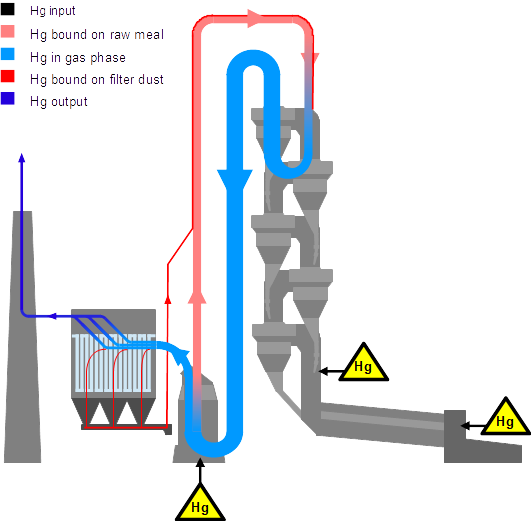 Hg input
Hg bound on raw meal
Hg in gas phase
Hg bound on filter dust
Hg output
Hg
Hg
Hg